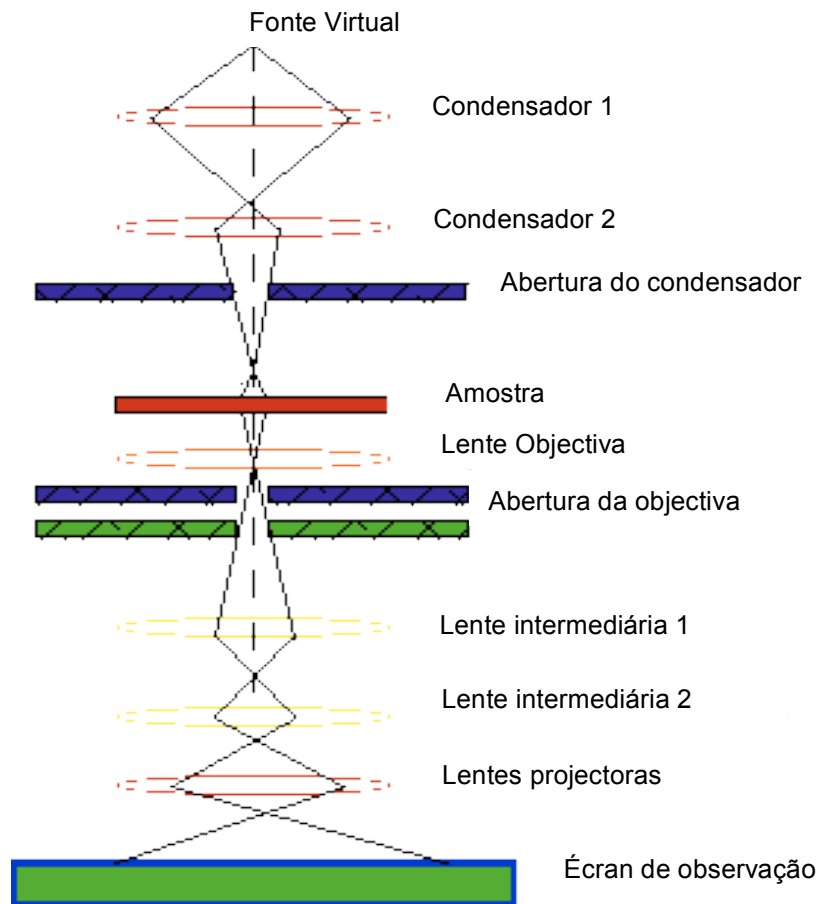 Fonte Virtual
Condensador 1
Condensador 2
Abertura do condensador
Amostra
Lente Objectiva
Abertura da objectiva
Lente intermediária 1
Lente intermediária 2
Lentes projectoras
Écran de observação